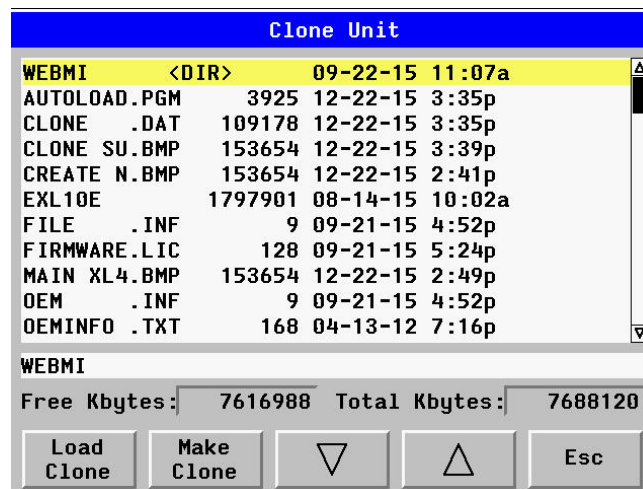 Clone Unit
WEBMI <DIR> 09-22-15 11:07a
AUTOLOAD.PGM 3925 12-22-15 3:35p
CLONE .DAT 109178 12-22-15 3:35p
CLONE SU.BMP 153654 12-22-15 3:39p
CREATE N.BMP 153654 12-22-15 2:41p
EXL10E 1797901 08-14-15 10:02a
FILE .INF 9 09-21-15 4:52p
FIRMWARE.LIC 128 09-21-15 5:24p
MAIN XL4.BMP 153654 12-22-15 2:49p
OEM .INF 9 09-21-15 4:52p
OEMINFO .TXT 168 04-13-12 7:16p
WEBMI
Free Kbytes: 7616988 Total Kbytes: 7688120
Load Make
Clone Clone Esc